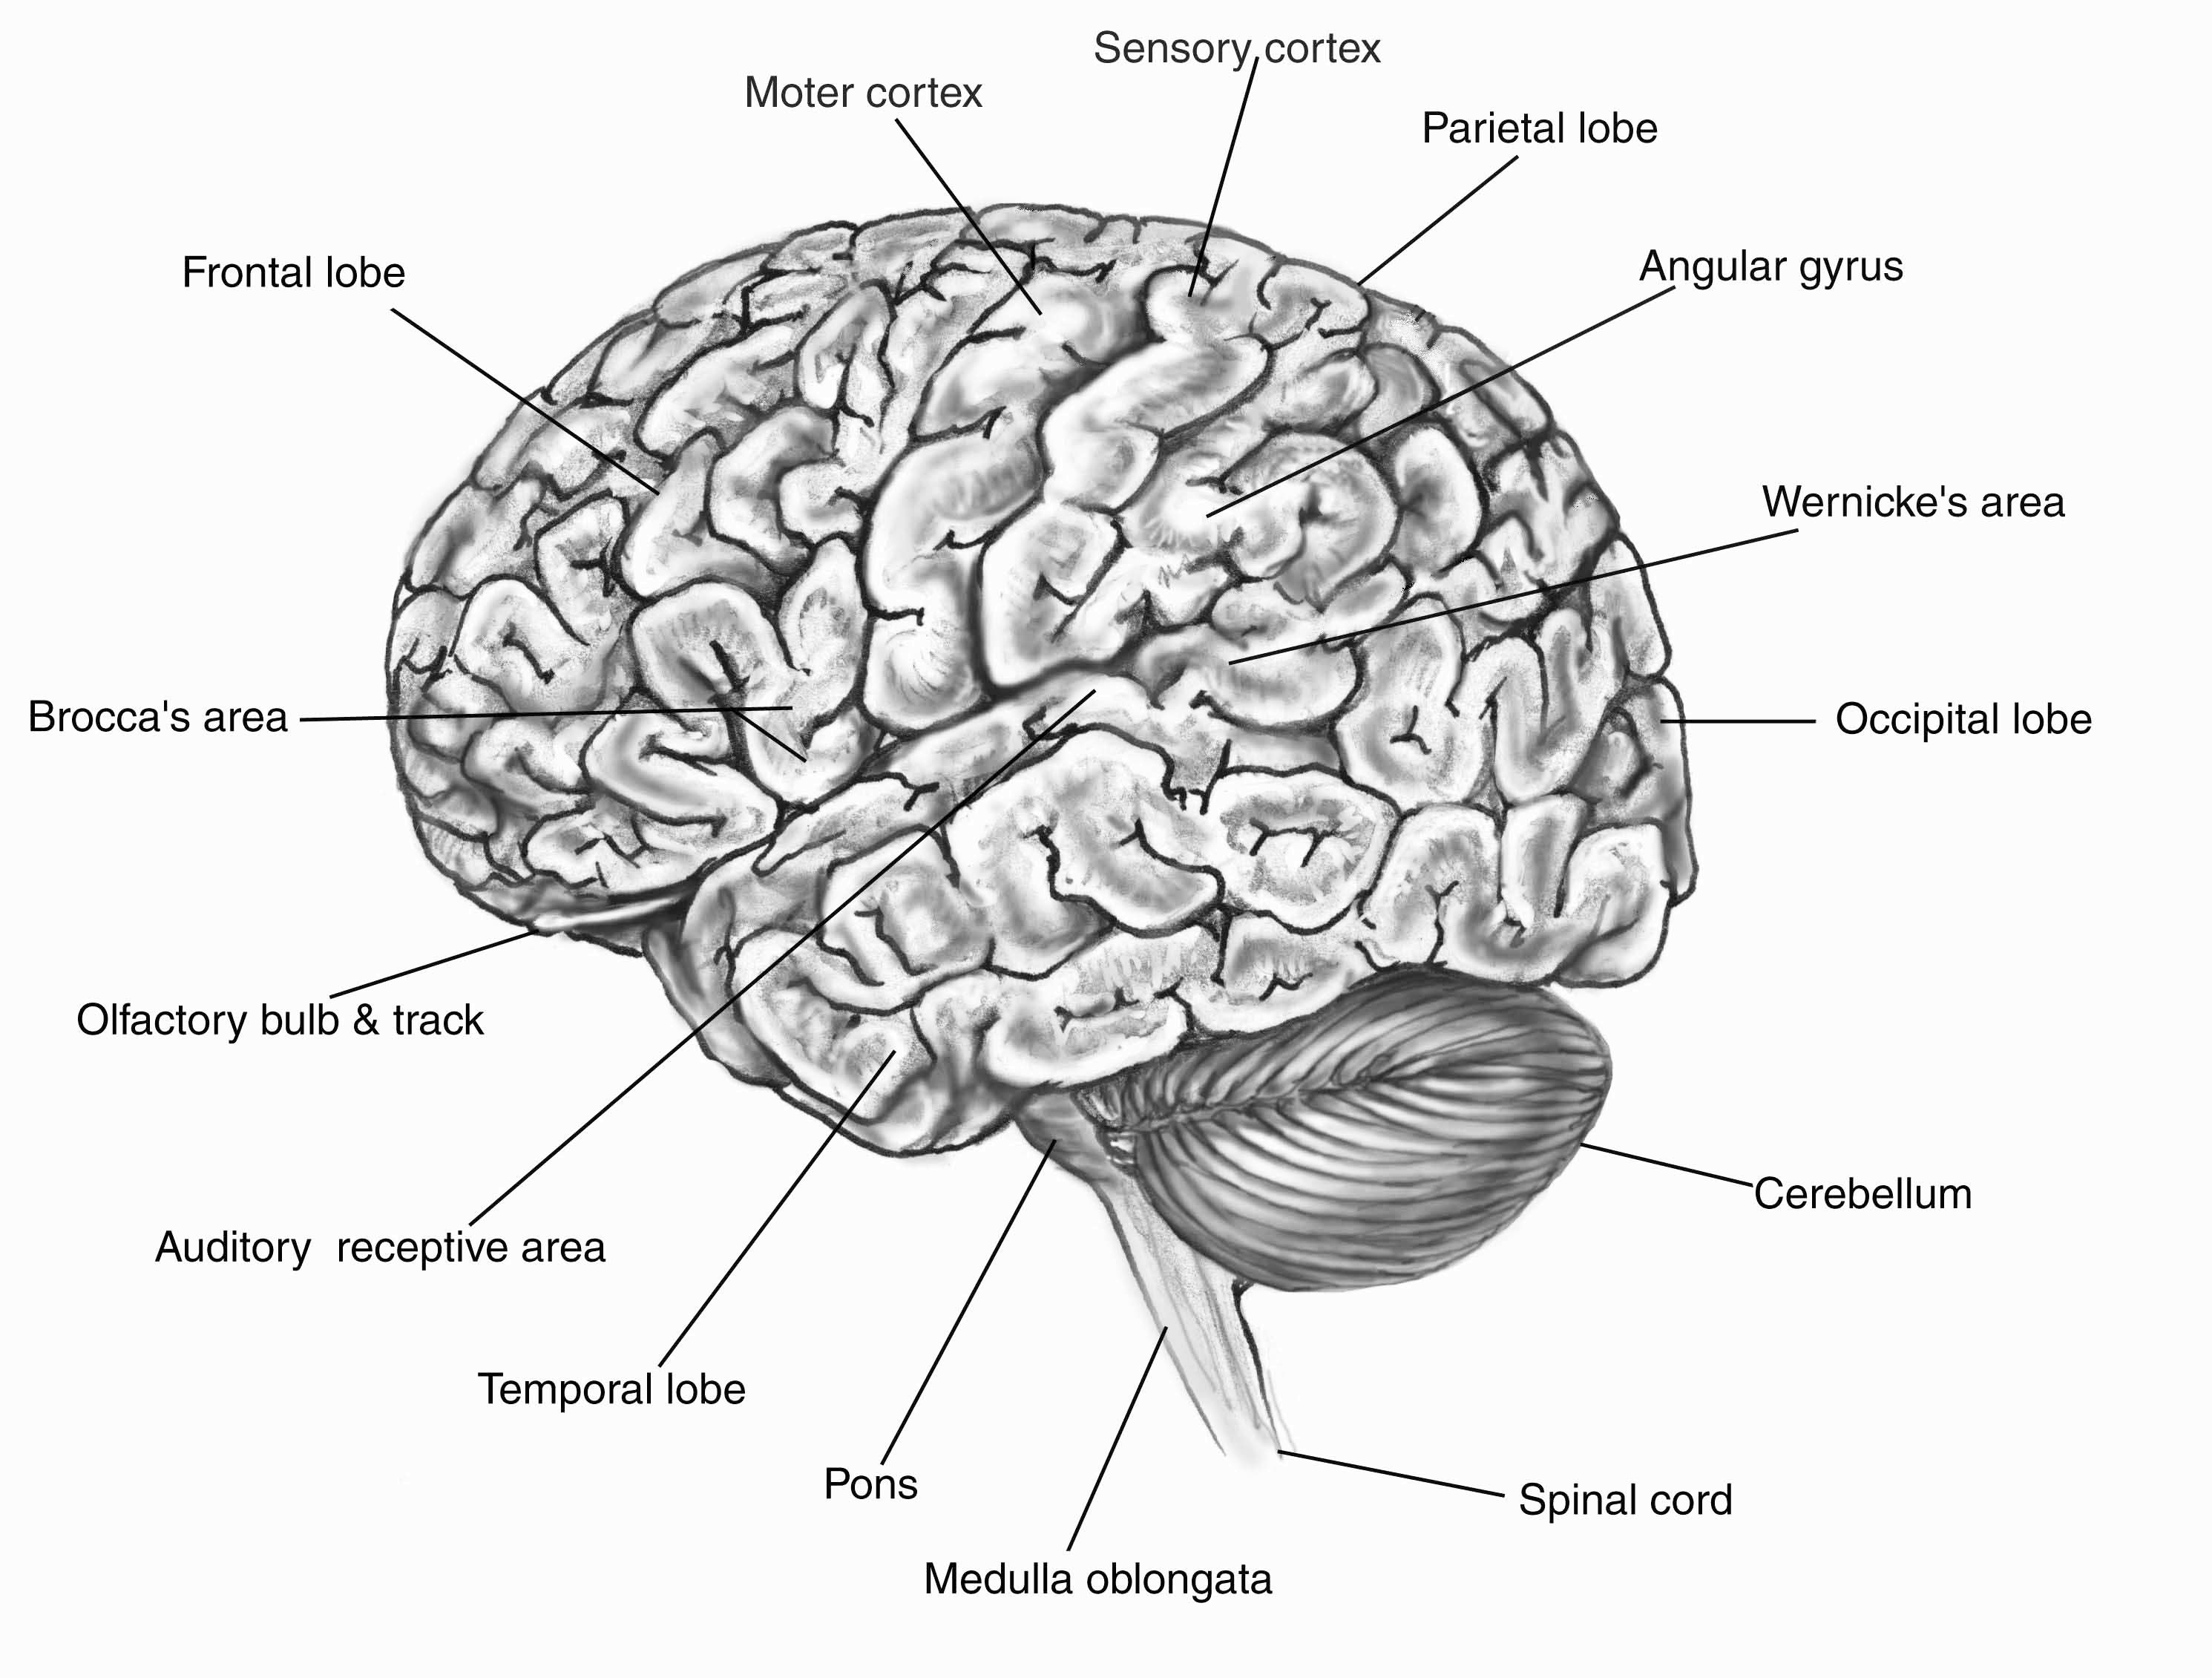 Sensory cortex
Moter cortex
Parietal lobe
Angular gyrus
Frontal lobe
Wernicke's area
Brocca's area
Occipital lobe
Olfactory bulb & track
Cerebellum
Auditory  receptive area
Temporal lobe
Pons
Spinal cord
Medulla oblongata